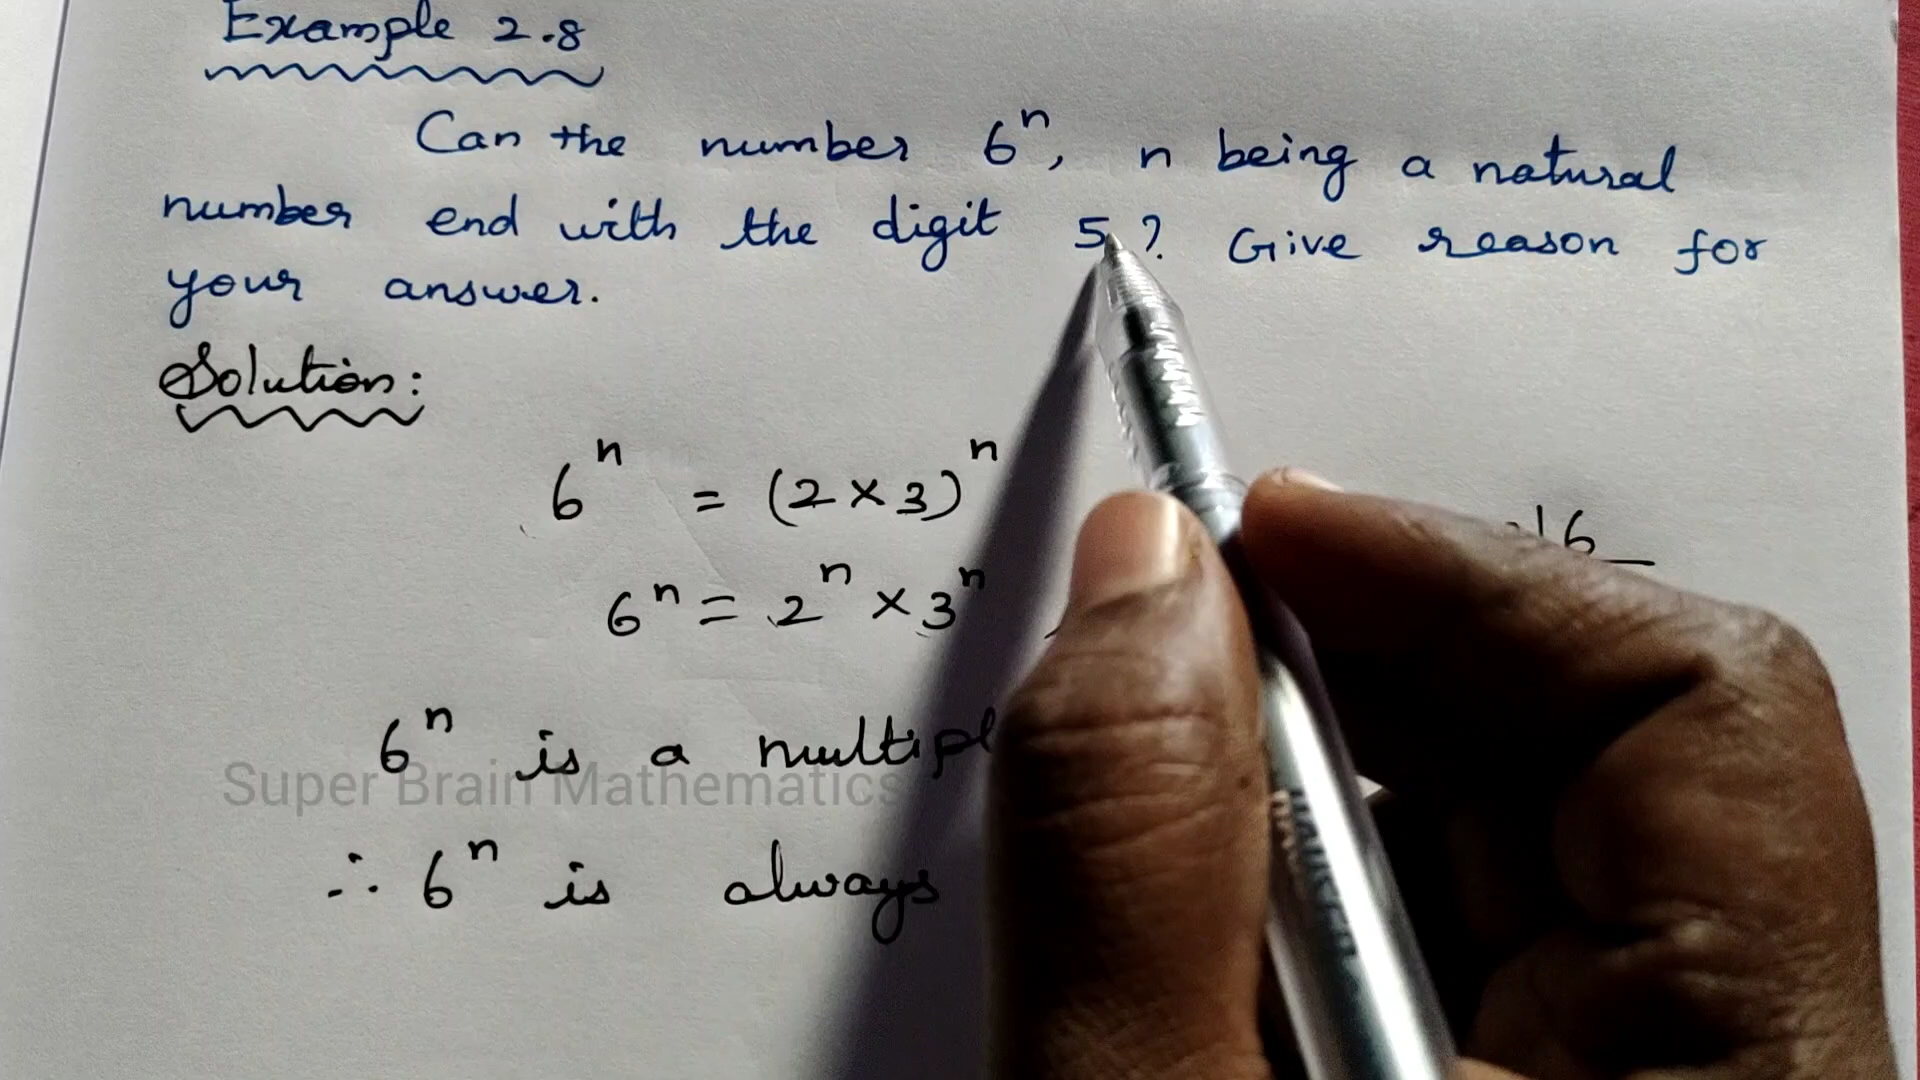 Example 2.8
Can the number 6ⁿ, n being a natural
number end with the digit 5? Give reason for
your answer.
Solution:
6ⁿ = (2 × 3)ⁿ
6
6ⁿ = 2ⁿ × 3ⁿ
6ⁿ is a multipl
Super Brain Mathematics
∴ 6ⁿ is always